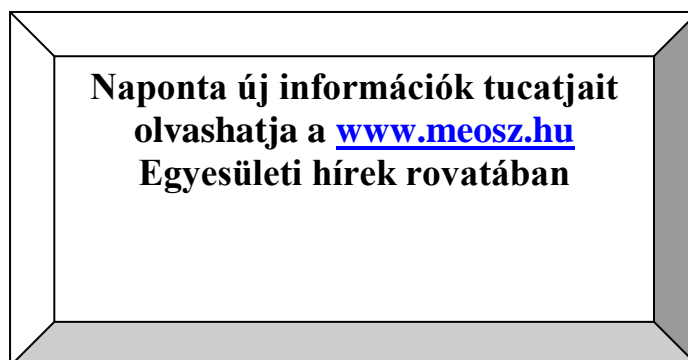 Naponta új információk tucatjait
olvashatja a www.meosz.hu
Egyesületi hírek rovatában